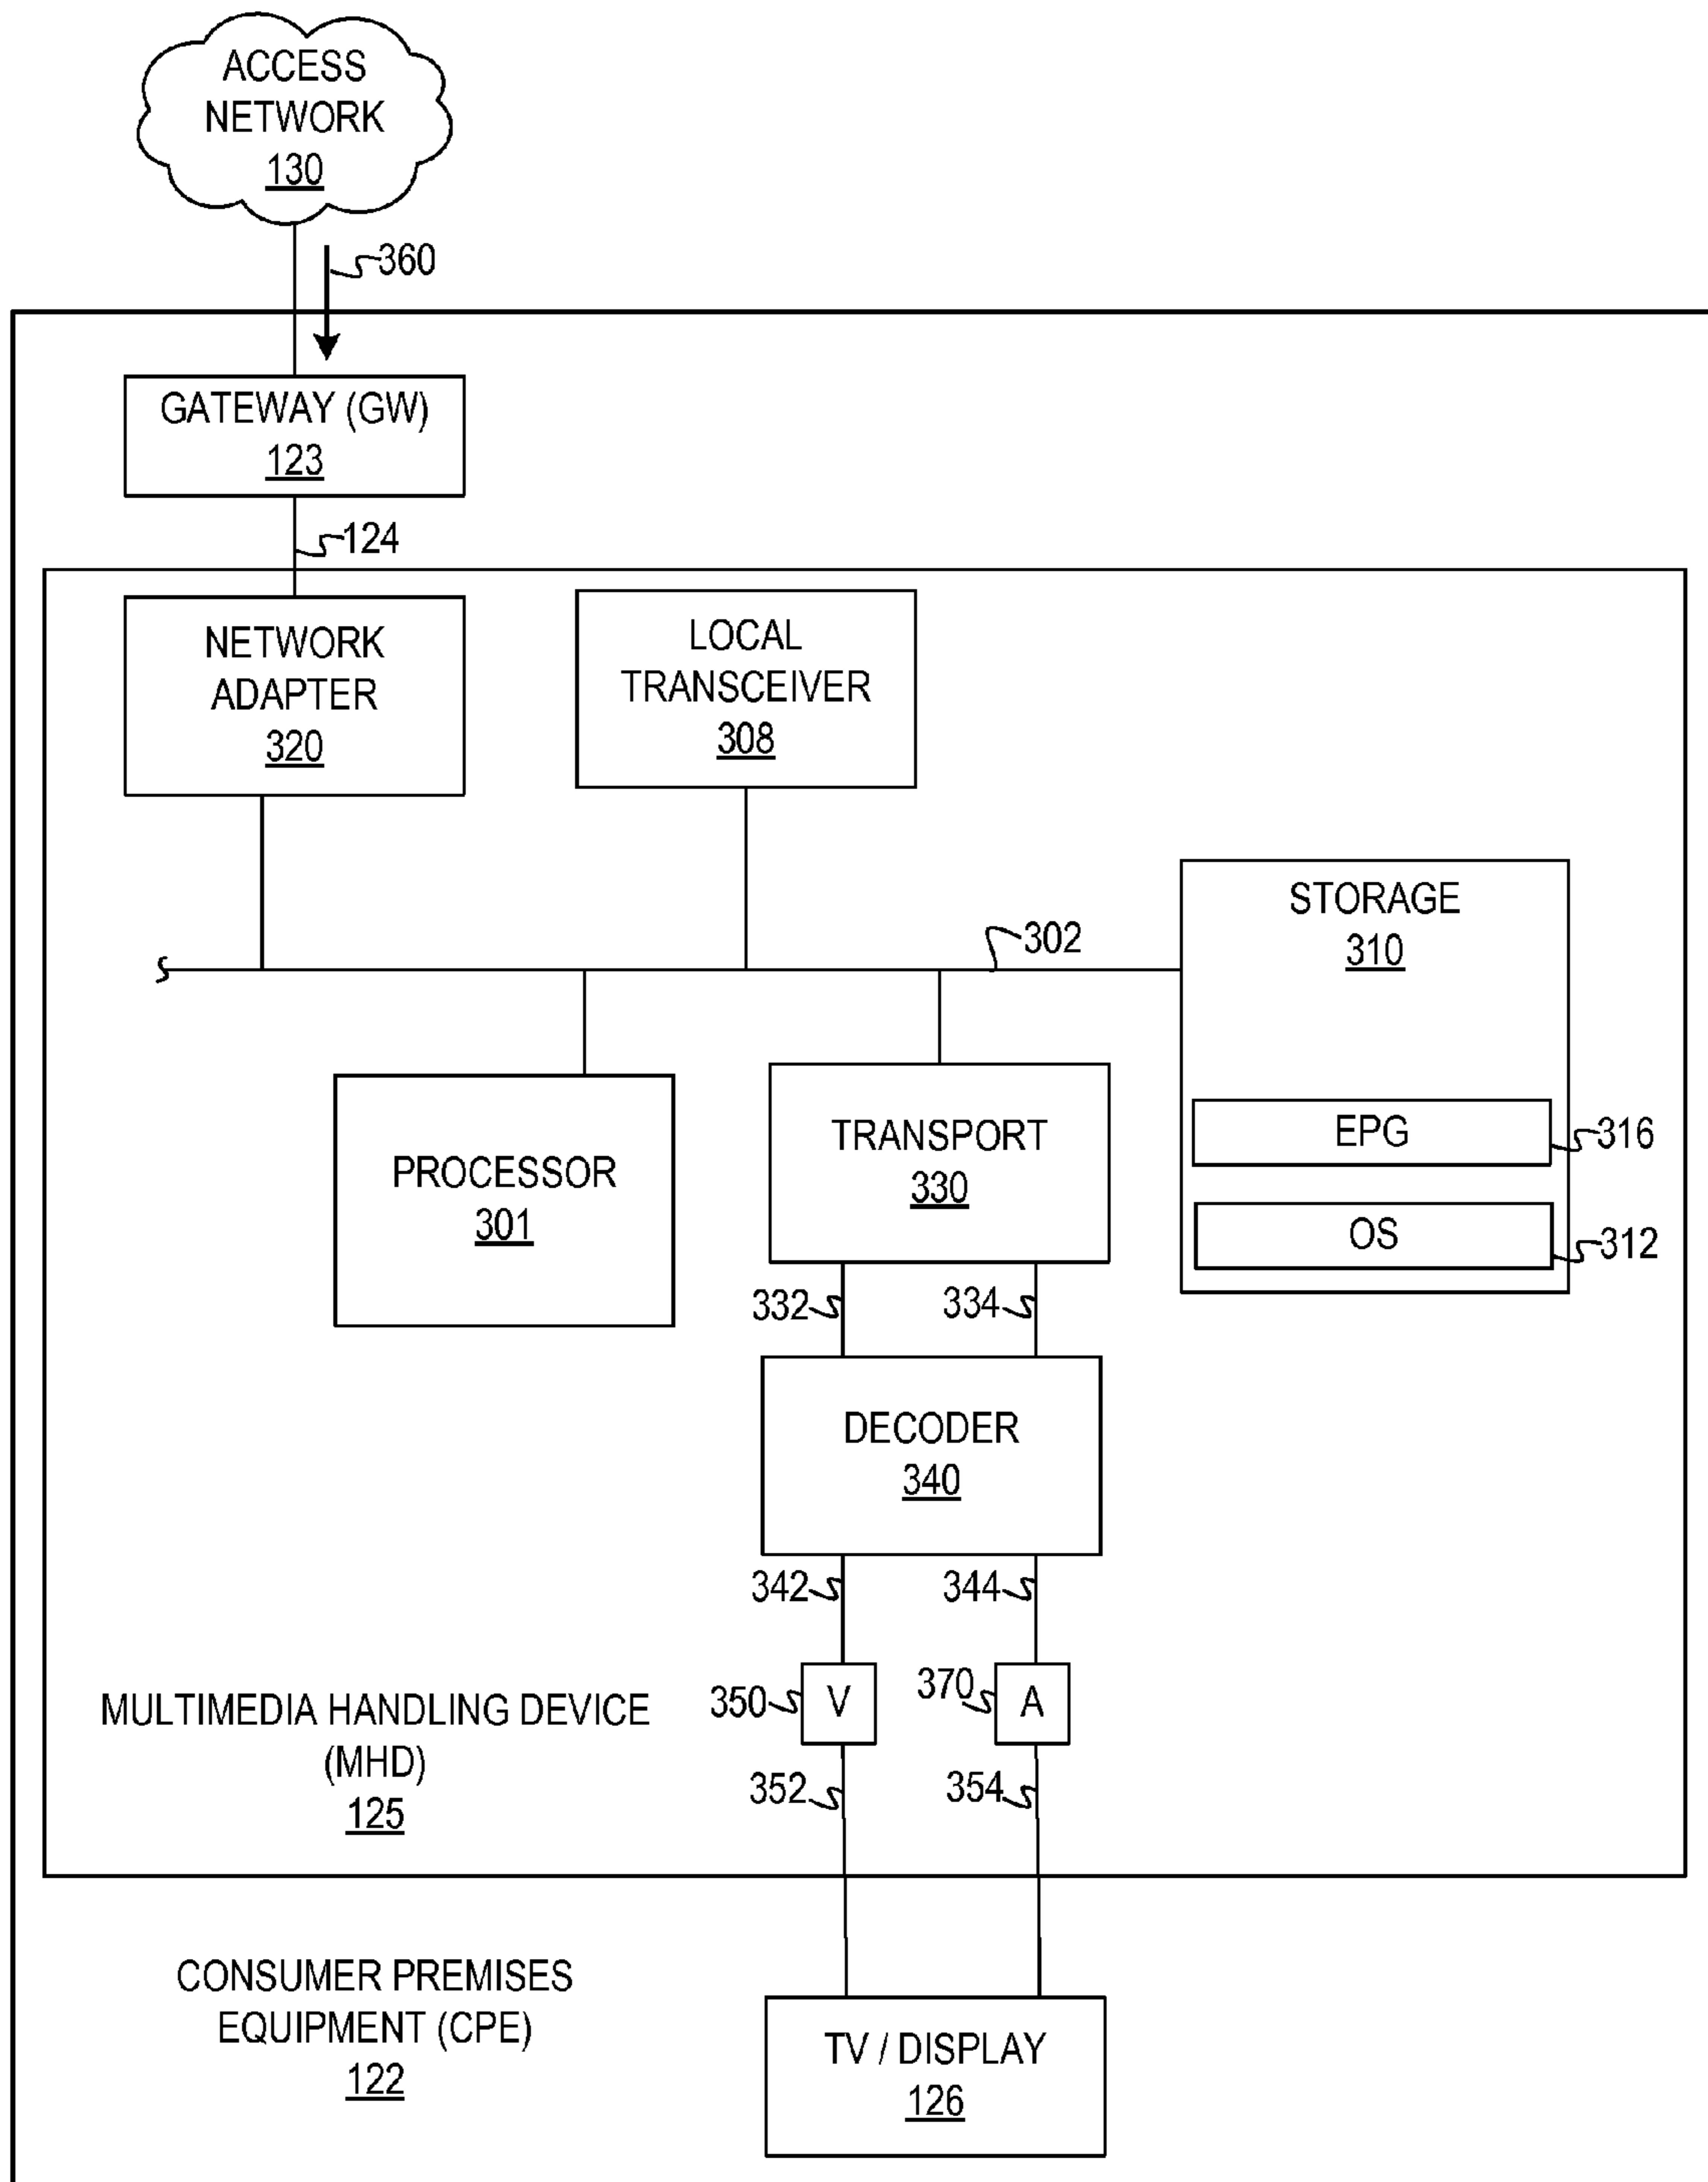 ACCESS
NETWORK
130
360
GATEWAY (GW)
123
124
NETWORK
ADAPTER
320
LOCAL
TRANSCEIVER
308
302
STORAGE
310
EPG
316
OS
312
PROCESSOR
301
TRANSPORT
330
332
334
DECODER
340
342
344
350
V
370
A
352
354
MULTIMEDIA HANDLING DEVICE
(MHD)
125
CONSUMER PREMISES
EQUIPMENT (CPE)
122
TV / DISPLAY
126